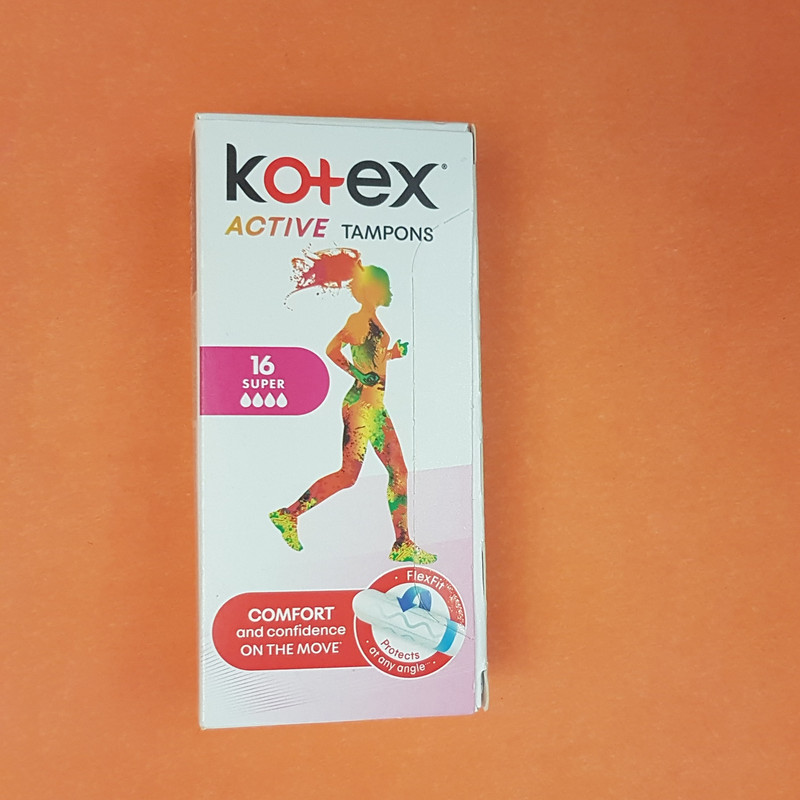 kotex®
ACTIVE TAMPONS
16
SUPER
COMFORT
and confidence
ON THE MOVE
FlexFit
Protects
at any angle